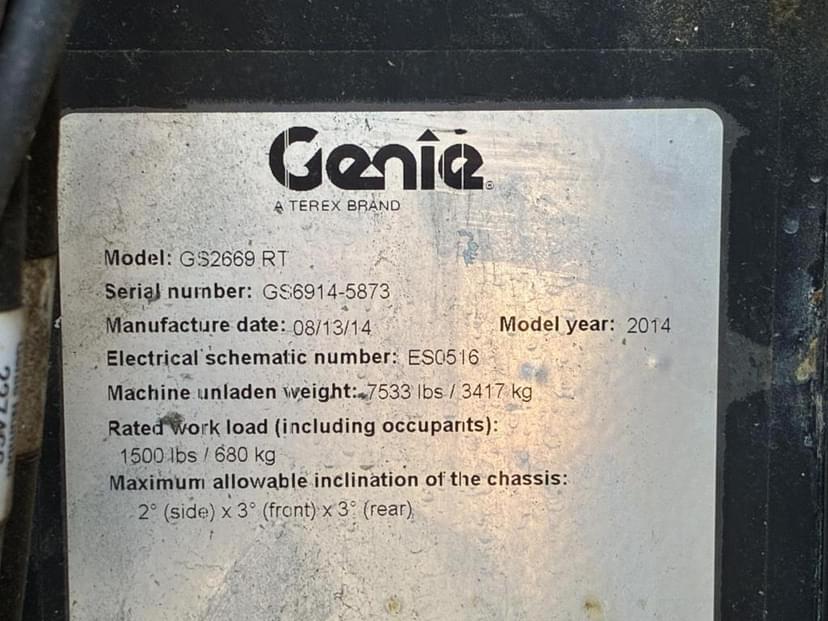 Genie®
A TEREX BRAND
Model: GS2669 RT
Serial number: GS6914-5873
Manufacture date: 08/13/14 Model year: 2014
Electrical schematic number: ES0516
Machine unladen weight: 7533 lbs / 3417 kg
Rated work load (including occupants):
1500 lbs / 680 kg
Maximum allowable inclination of the chassis:
2° (side) x 3° (front) x 3° (rear)